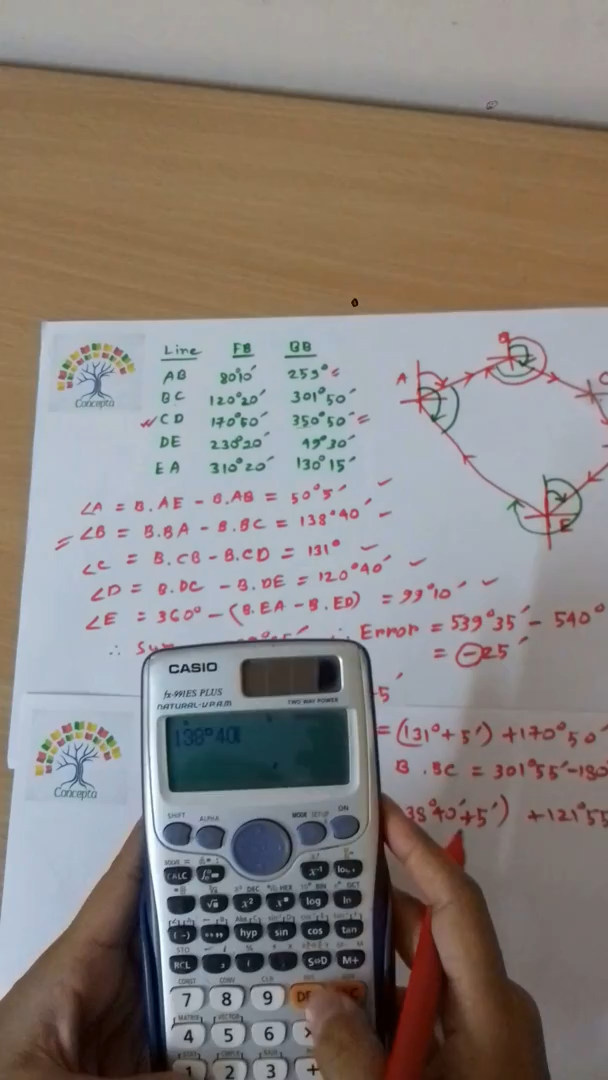 Line FB BB
AB 80°10' 259°
BC 120°20' 301°50'
CD 170°50' 350°50'
DE 230°20' 49°30'
EA 310°20' 130°15'
Concepta
A B C E
∠A = B.AE - B.AB = 50°5'
∠B = B.BA - B.BC = 138°40'
∠C = B.CB - B.CD = 131°
∠D = B.DC - B.DE = 120°40'
∠E = 360° - (B.EA - B.ED) = 99°10'
∴ Error = 539°35' - 540°
= -25'
CASIO
fx-991ES PLUS
NATURAL-V.P.A.M.
TWO WAY POWER
138°40
= (131°+5') + 170°50'
B.BC = 301°55' - 180
38°40'+5') + 121°55
Concepta
SHIFT ALPHA MODE SETUP ON
CALC x⁻¹
x² log ln
(-) hyp sin cos tan
RCL ( S⇔D M+
7 8 9 DE
4 5 6 ×
1 2 3 +